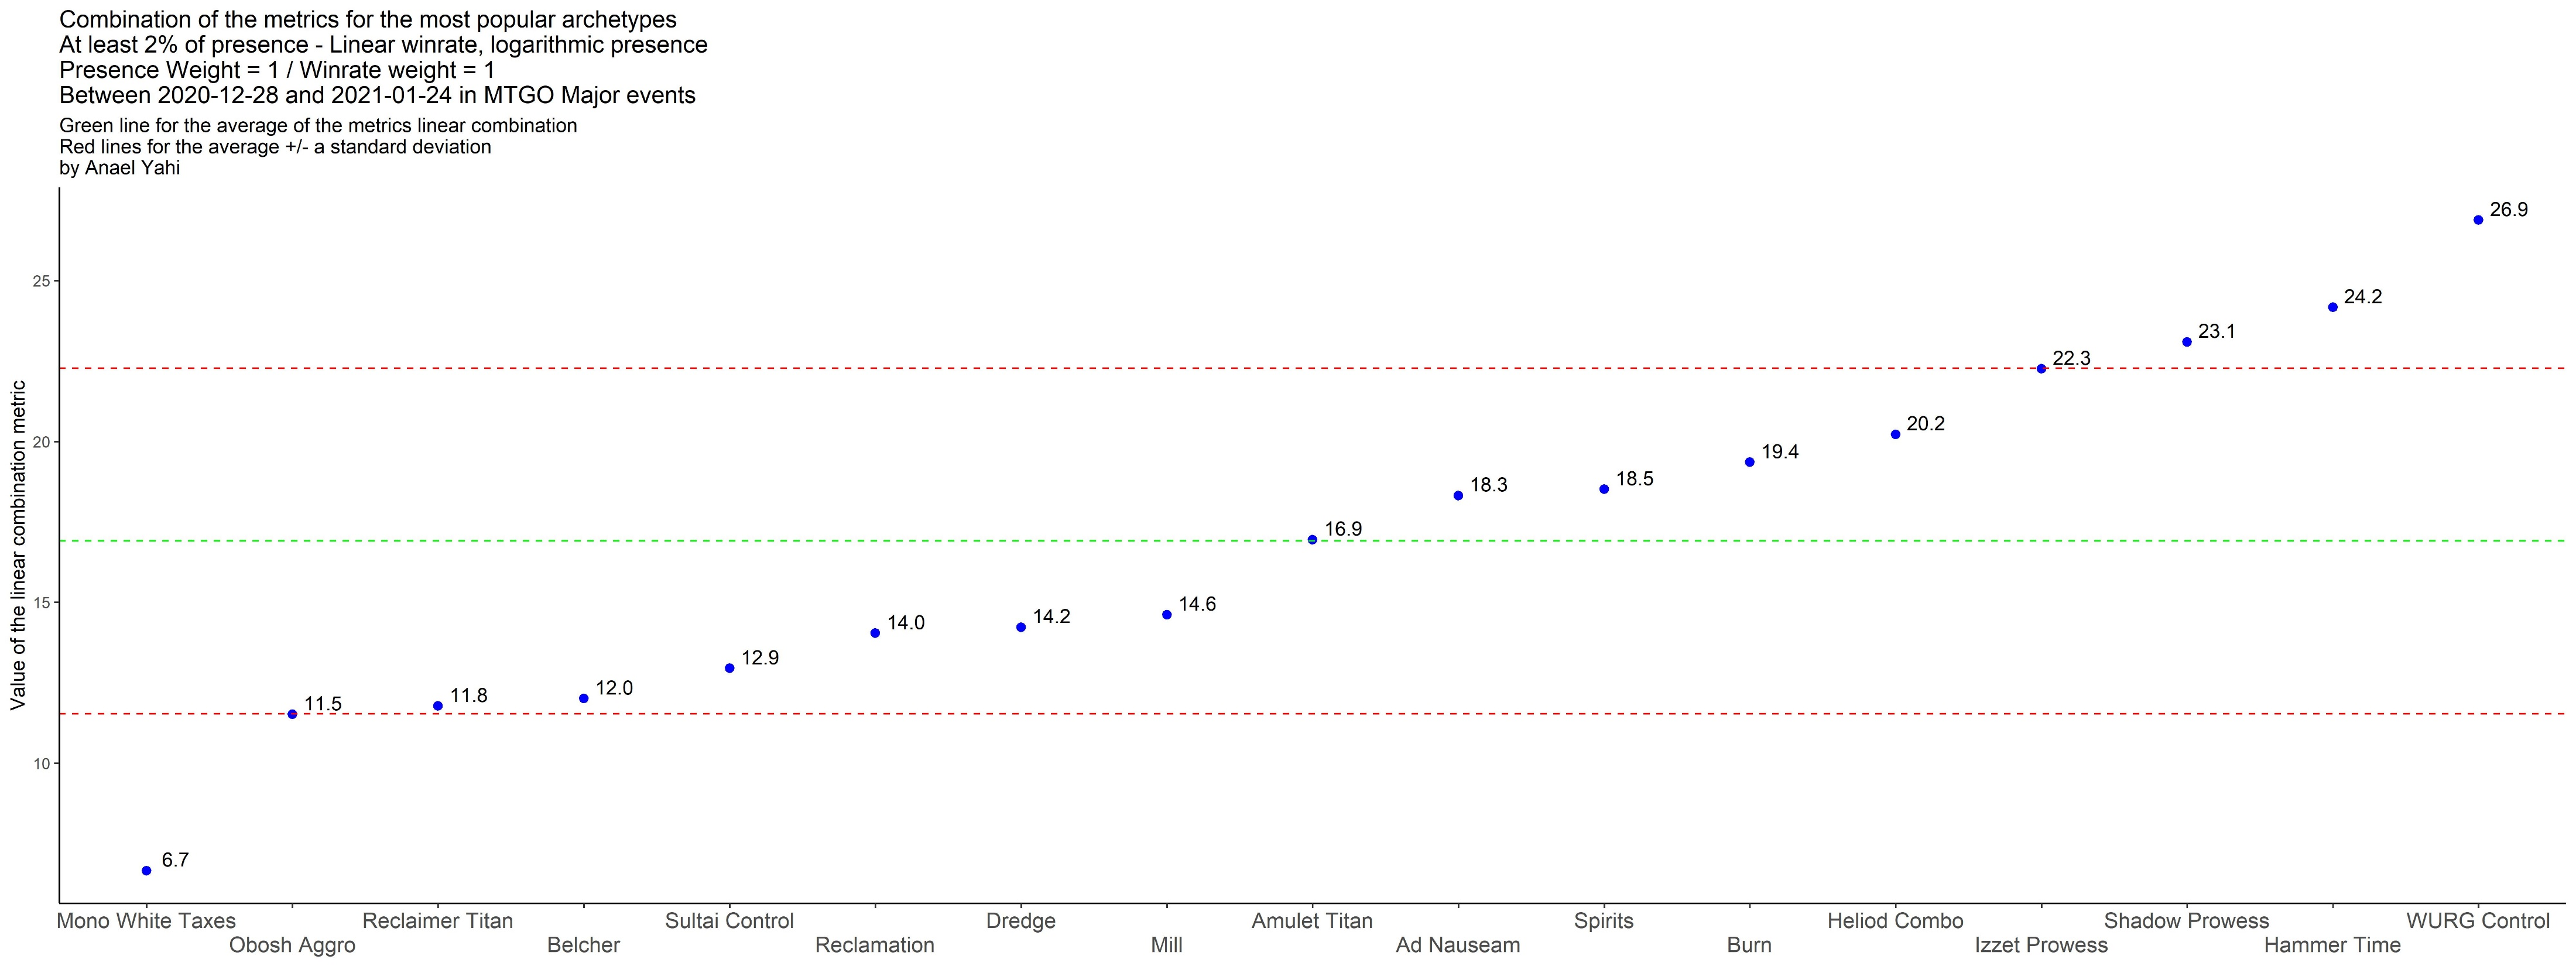 Combination of the metrics for the most popular archetypes
At least 2% of presence - Linear winrate, logarithmic presence
Presence Weight = 1 / Winrate weight = 1
Between 2020-12-28 and 2021-01-24 in MTGO Major events
Green line for the average of the metrics linear combination
Red lines for the average +/- a standard deviation
by Anael Yahi
Value of the linear combination metric
25
20
15
10
6.7
11.5
11.8
12.0
12.9
14.0
14.2
14.6
16.9
18.3
18.5
19.4
20.2
22.3
23.1
24.2
26.9
Mono White Taxes
Obosh Aggro
Reclaimer Titan
Belcher
Sultai Control
Reclamation
Dredge
Mill
Amulet Titan
Ad Nauseam
Spirits
Burn
Heliod Combo
Izzet Prowess
Shadow Prowess
Hammer Time
WURG Control